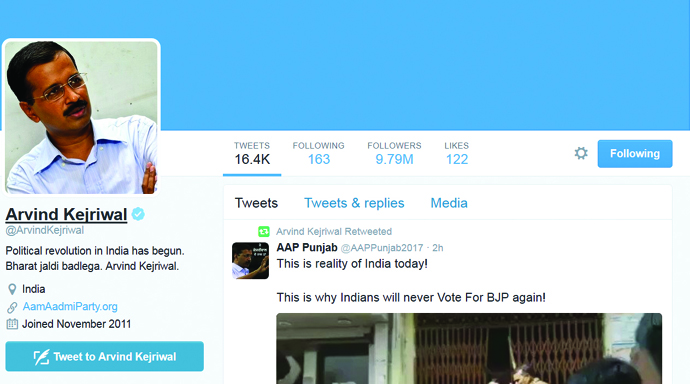 TWEETS FOLLOWING FOLLOWERS LIKES
16.4K 163 9.79M 122
Following
Arvind Kejriwal
@ArvindKejriwal
Political revolution in India has begun.
Bharat jaldi badlega. Arvind Kejriwal.
India
AamAadmiParty.org
Joined November 2011
Tweet to Arvind Kejriwal
Tweets Tweets & replies Media
Arvind Kejriwal Retweeted
AAP Punjab @AAPPunjab2017 · 2h
This is reality of India today!
This is why Indians will never Vote For BJP again!